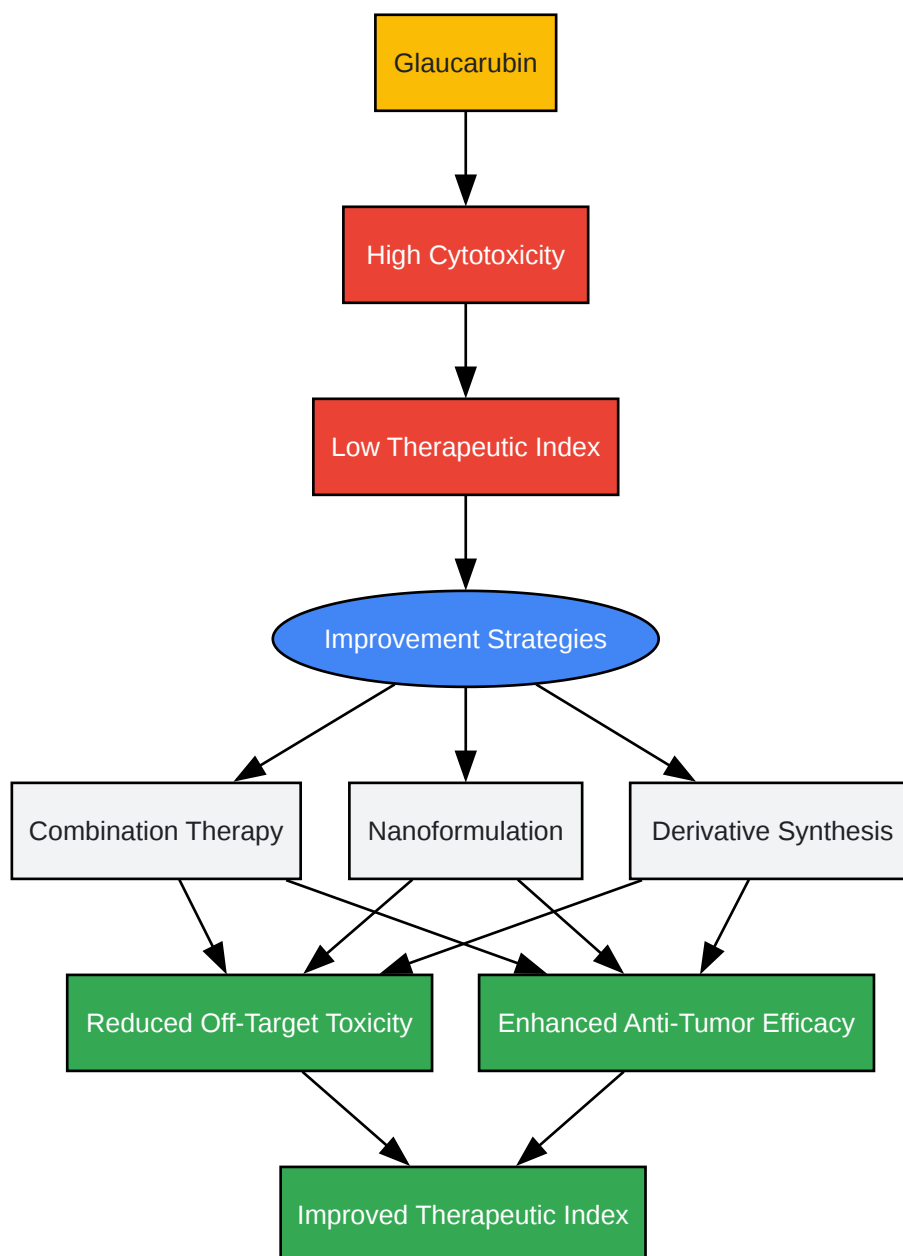 Glaucarubin
High Cytotoxicity
Low Therapeutic Index
Improvement Strategies
Combination Therapy
Nanoformulation
Derivative Synthesis
Reduced Off-Target Toxicity
Enhanced Anti-Tumor Efficacy
Improved Therapeutic Index